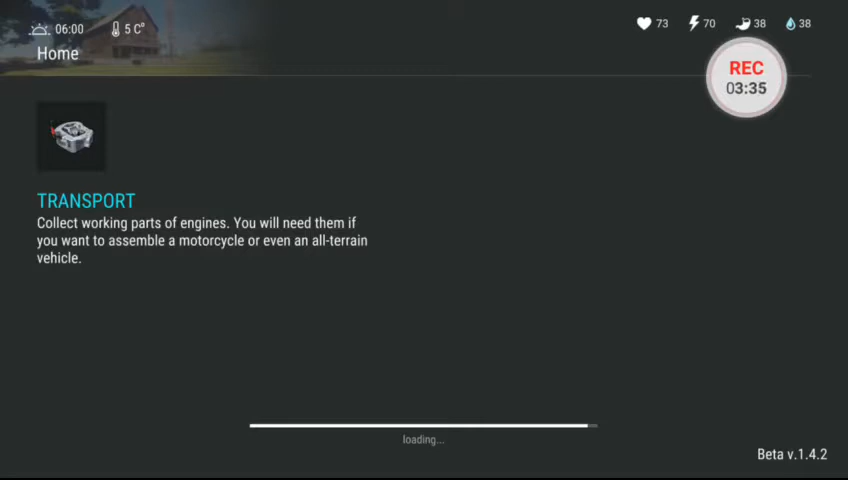 06:00 5 C°
73 70 38 38
Home
REC
03:35
TRANSPORT
Collect working parts of engines. You will need them if
you want to assemble a motorcycle or even an all-terrain
vehicle.
loading...
Beta v.1.4.2